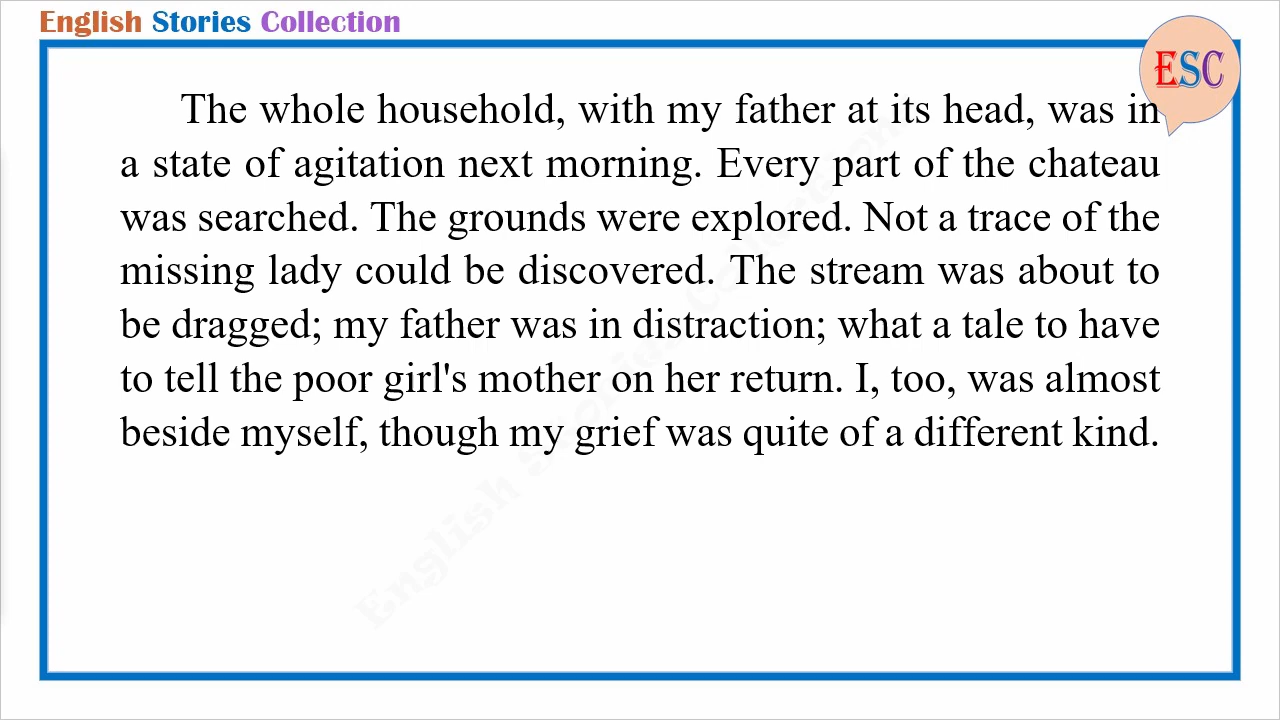 English Stories Collection
ESC
The whole household, with my father at its head, was in
a state of agitation next morning. Every part of the chateau
was searched. The grounds were explored. Not a trace of the
missing lady could be discovered. The stream was about to
be dragged; my father was in distraction; what a tale to have
to tell the poor girl's mother on her return. I, too, was almost
beside myself, though my grief was quite of a different kind.
English Stories Collection